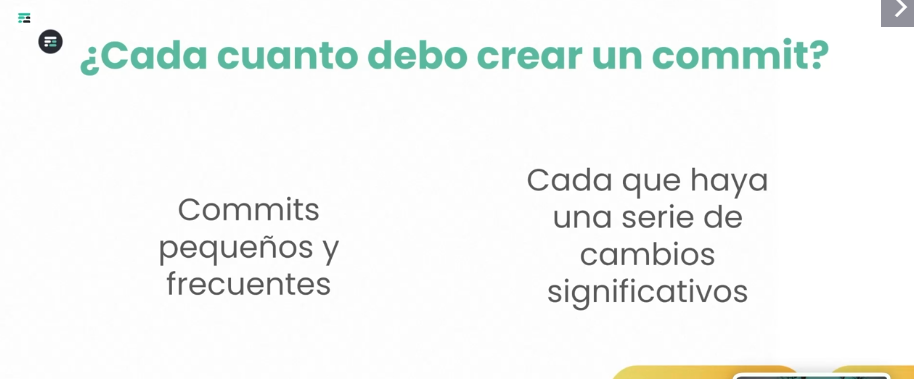 ¿Cada cuanto debo crear un commit?
Commits
pequeños y
frecuentes
Cada que haya
una serie de
cambios
significativos